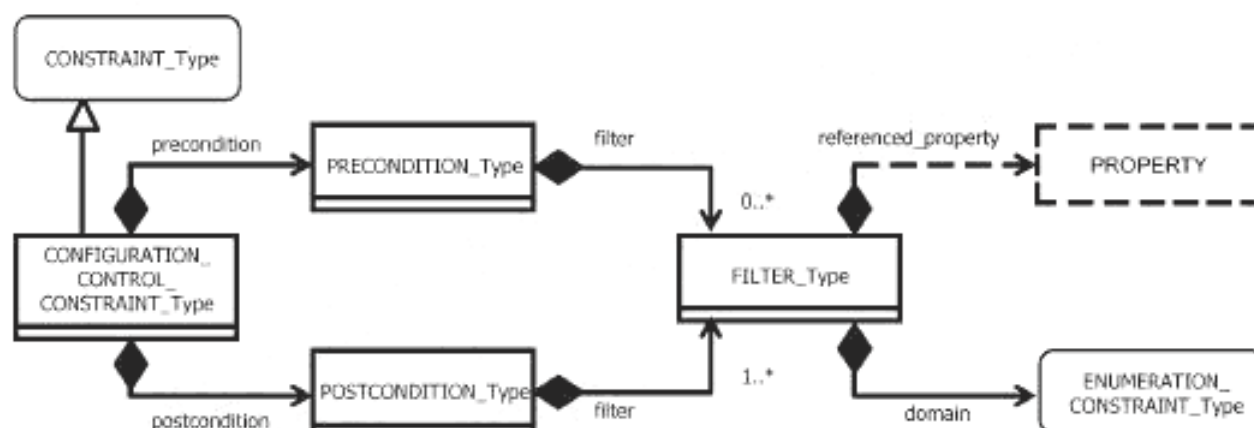 CONSTRAINT_Type
precondition
PRECONDITION_Type
filter
referenced_property
PROPERTY
0..*
CONFIGURATION_
CONTROL_
CONSTRAINT_Type
FILTER_Type
POSTCONDITION_Type
1..*
ENUMERATION_
CONSTRAINT_Type
postcondition
filter
domain